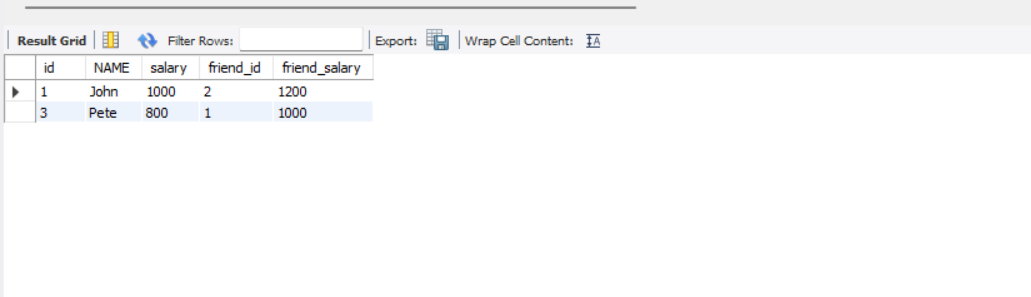 Result Grid Filter Rows: Export: Wrap Cell Content: IA
id NAME salary friend_id friend_salary
1 John 1000 2 1200
3 Pete 800 1 1000